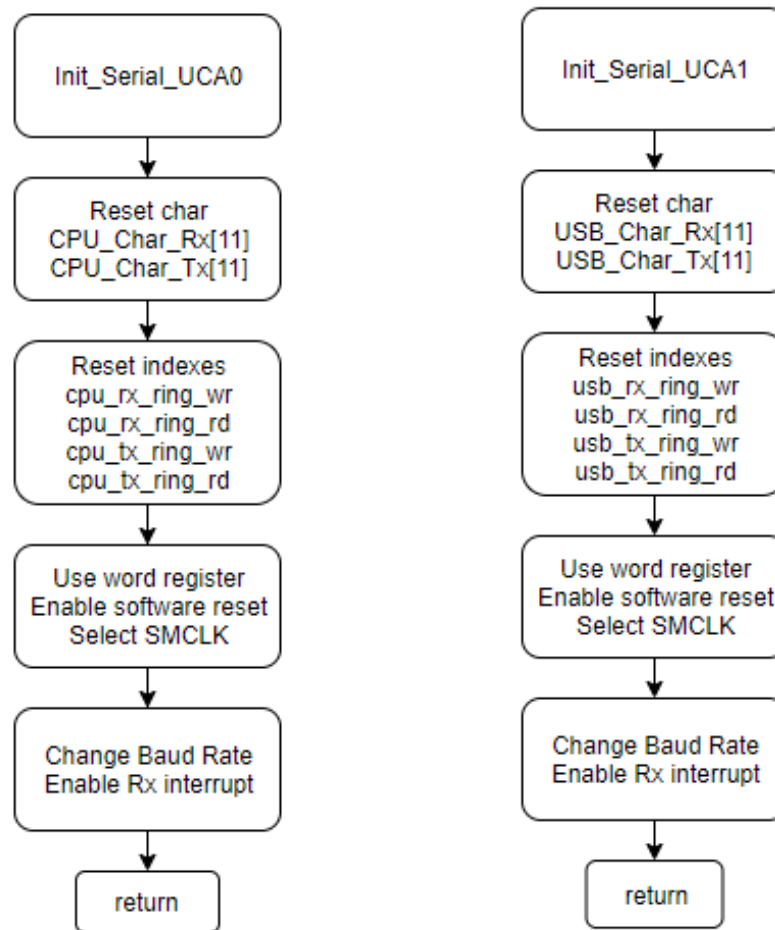 Init_Serial_UCA0
Reset char
CPU_Char_Rx[11]
CPU_Char_Tx[11]
Reset indexes
cpu_rx_ring_wr
cpu_rx_ring_rd
cpu_tx_ring_wr
cpu_tx_ring_rd
Use word register
Enable software reset
Select SMCLK
Change Baud Rate
Enable Rx interrupt
return
Init_Serial_UCA1
Reset char
USB_Char_Rx[11]
USB_Char_Tx[11]
Reset indexes
usb_rx_ring_wr
usb_rx_ring_rd
usb_tx_ring_wr
usb_tx_ring_rd
Use word register
Enable software reset
Select SMCLK
Change Baud Rate
Enable Rx interrupt
return